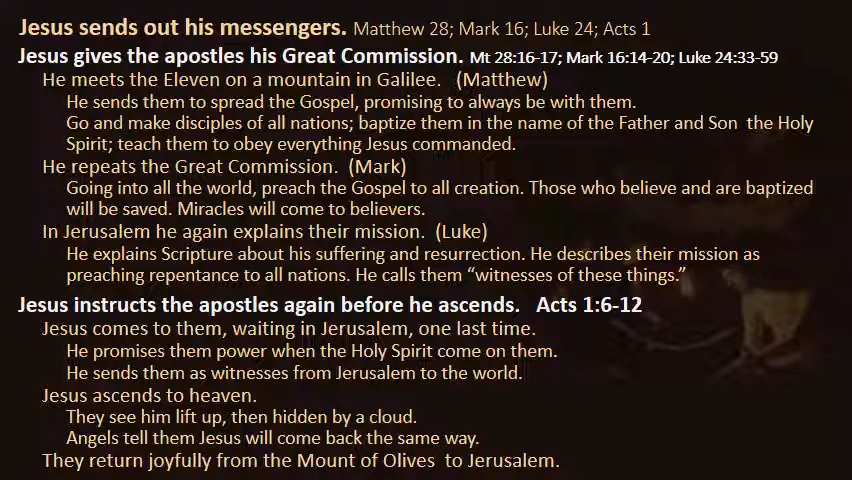 Jesus sends out his messengers. Matthew 28; Mark 16; Luke 24; Acts 1
Jesus gives the apostles his Great Commission. Mt 28:16-17; Mark 16:14-20; Luke 24:33-59
He meets the Eleven on a mountain in Galilee. (Matthew)
He sends them to spread the Gospel, promising to always be with them.
Go and make disciples of all nations; baptize them in the name of the Father and Son the Holy
Spirit; teach them to obey everything Jesus commanded.
He repeats the Great Commission. (Mark)
Going into all the world, preach the Gospel to all creation. Those who believe and are baptized
will be saved. Miracles will come to believers.
In Jerusalem he again explains their mission. (Luke)
He explains Scripture about his suffering and resurrection. He describes their mission as
preaching repentance to all nations. He calls them “witnesses of these things.”
Jesus instructs the apostles again before he ascends. Acts 1:6-12
Jesus comes to them, waiting in Jerusalem, one last time.
He promises them power when the Holy Spirit come on them.
He sends them as witnesses from Jerusalem to the world.
Jesus ascends to heaven.
They see him lift up, then hidden by a cloud.
Angels tell them Jesus will come back the same way.
They return joyfully from the Mount of Olives to Jerusalem.